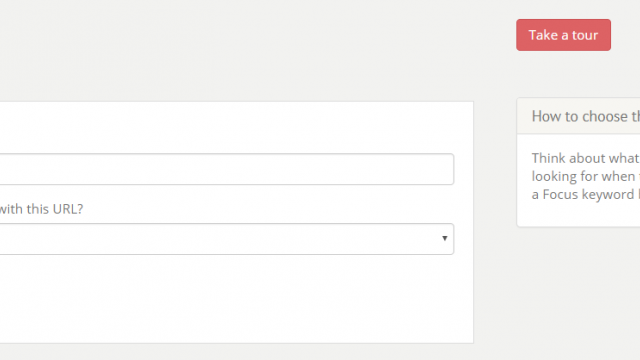 Take a tour
How to choose th
with this URL?
Think about what
looking for when
a Focus keyword